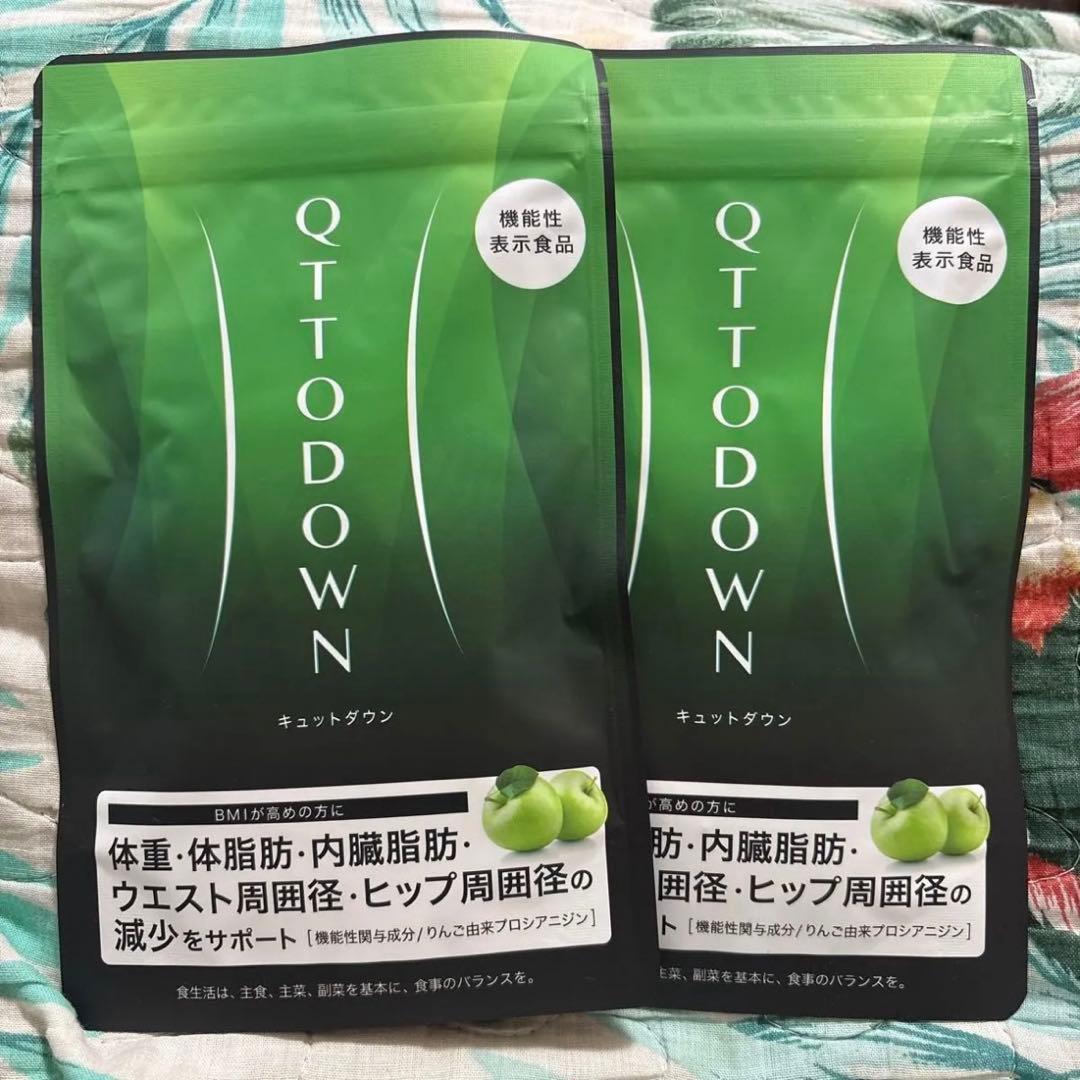 QTTODOWN
機能性
表示食品
キュットダウン
BMIが高めの方に
体重・体脂肪・内臓脂肪・
ウエスト周囲径・ヒップ周囲径の
減少をサポート [機能性関与成分/りんご由来プロシアニジン]
食生活は、主食、主菜、副菜を基本に、食事のバランスを。
QTTODOWN
機能性
表示食品
キュットダウン
が高めの方に
肪・内臓脂肪・
囲径・ヒップ周囲径の
ト [機能性関与成分/りんご由来プロシアニジン]
主菜、副菜を基本に、食事のバランスを。